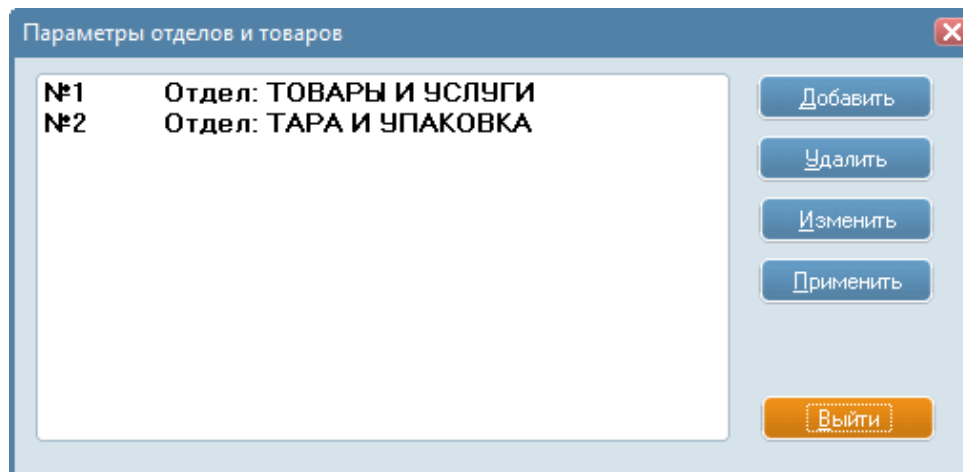 Параметры отделов и товаров
№1 Отдел: ТОВАРЫ И УСЛУГИ
№2 Отдел: ТАРА И УПАКОВКА
Добавить
Удалить
Изменить
Применить
Выйти